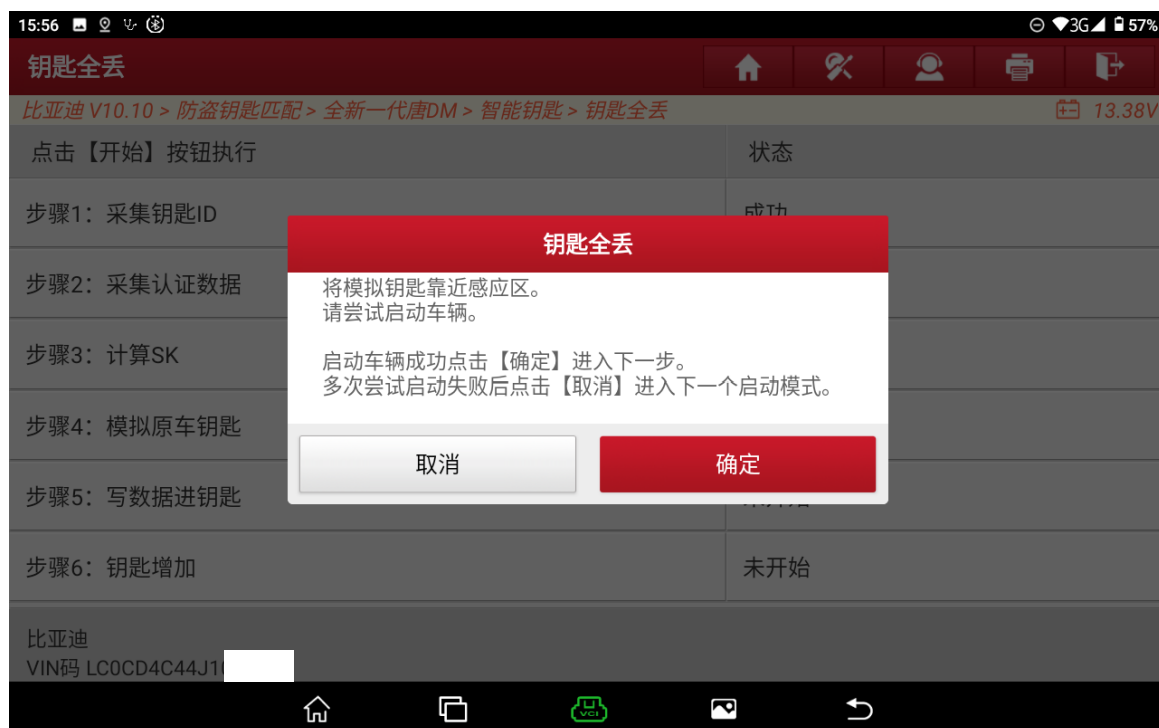 15:56
3G
57%
钥匙全丢
比亚迪 V10.10 > 防盗钥匙匹配 > 全新一代唐DM > 智能钥匙 > 钥匙全丢
13.38V
点击【开始】按钮执行
状态
步骤1：采集钥匙ID
成功
步骤2：采集认证数据
步骤3：计算SK
步骤4：模拟原车钥匙
步骤5：写数据进钥匙
步骤6：钥匙增加
未开始
钥匙全丢
将模拟钥匙靠近感应区。
请尝试启动车辆。
启动车辆成功点击【确定】进入下一步。
多次尝试启动失败后点击【取消】进入下一个启动模式。
取消
确定
比亚迪
VIN码 LC0CD4C44J1
VCI